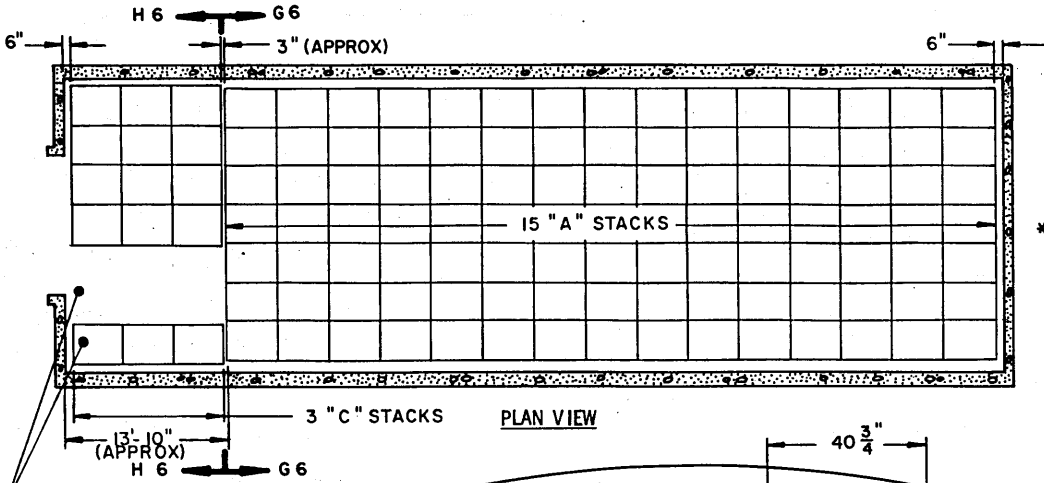 H 6 G 6
6"
3" (APPROX)
6"
15 "A" STACKS
*
3 "C" STACKS
PLAN VIEW
13'-10"
(APPROX)
40 3/4"
H 6 G 6